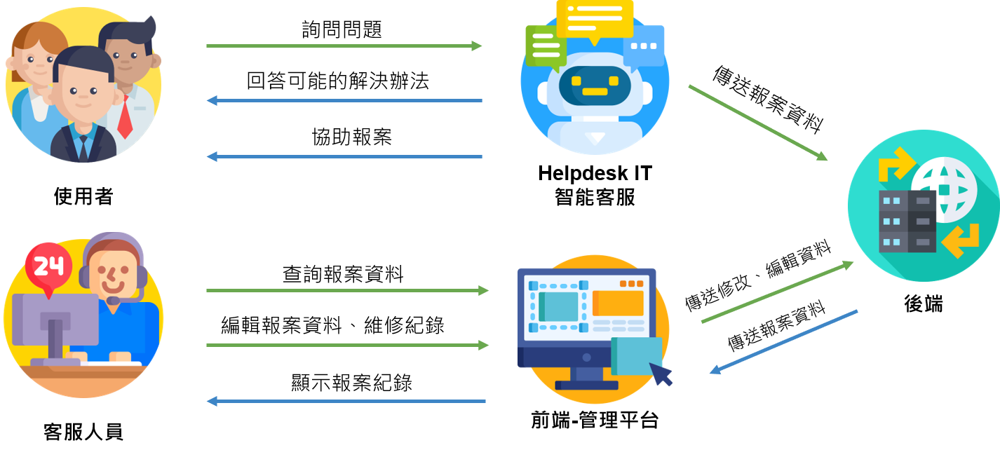 詢問問題
回答可能的解決辦法
協助報案
使用者
Helpdesk IT
智能客服
傳送報案資料
24
查詢報案資料
編輯報案資料、維修紀錄
顯示報案紀錄
客服人員
前端-管理平台
傳送修改、編輯資料
傳送報案資料
後端